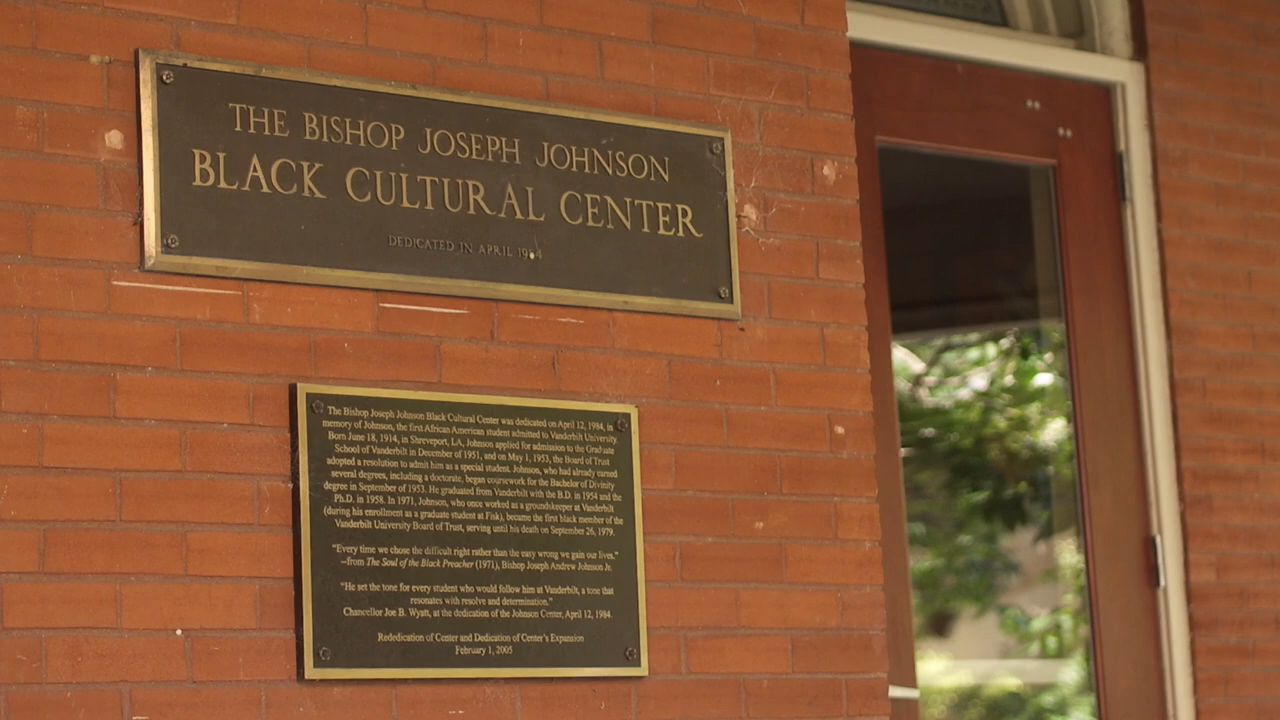 THE BISHOP JOSEPH JOHNSON
BLACK CULTURAL CENTER
DEDICATED IN APRIL 1984
The Bishop Joseph Johnson Black Cultural Center was dedicated on April 12, 1984, in
memory of Johnson, the first African American student admitted to Vanderbilt University.
Born June 18, 1914, in Shreveport, LA, Johnson applied for admission to the Graduate
School of Vanderbilt in December of 1951, and on May 1, 1953, the Board of Trust
adopted a resolution to admit him as a special student. Johnson, who had already earned
several degrees, including a doctorate, began coursework for the Bachelor of Divinity
degree in September of 1953. He graduated from Vanderbilt with the B.D. in 1954 and the
Ph.D. in 1958. In 1971, Johnson, who once worked as a groundskeeper at Vanderbilt
(during his enrollment as a graduate student at Fisk), became the first black member of the
Vanderbilt University Board of Trust, serving until his death on September 26, 1979.
“Every time we chose the difficult right rather than the easy wrong we gain our lives.”
–from The Soul of the Black Preacher (1971), Bishop Joseph Andrew Johnson Jr.
“He set the tone for every student who would follow him at Vanderbilt, a tone that
resonates with resolve and determination.”
Chancellor Joe B. Wyatt, at the dedication of the Johnson Center, April 12, 1984.
Rededication of Center and Dedication of Center’s Expansion
February 1, 2005